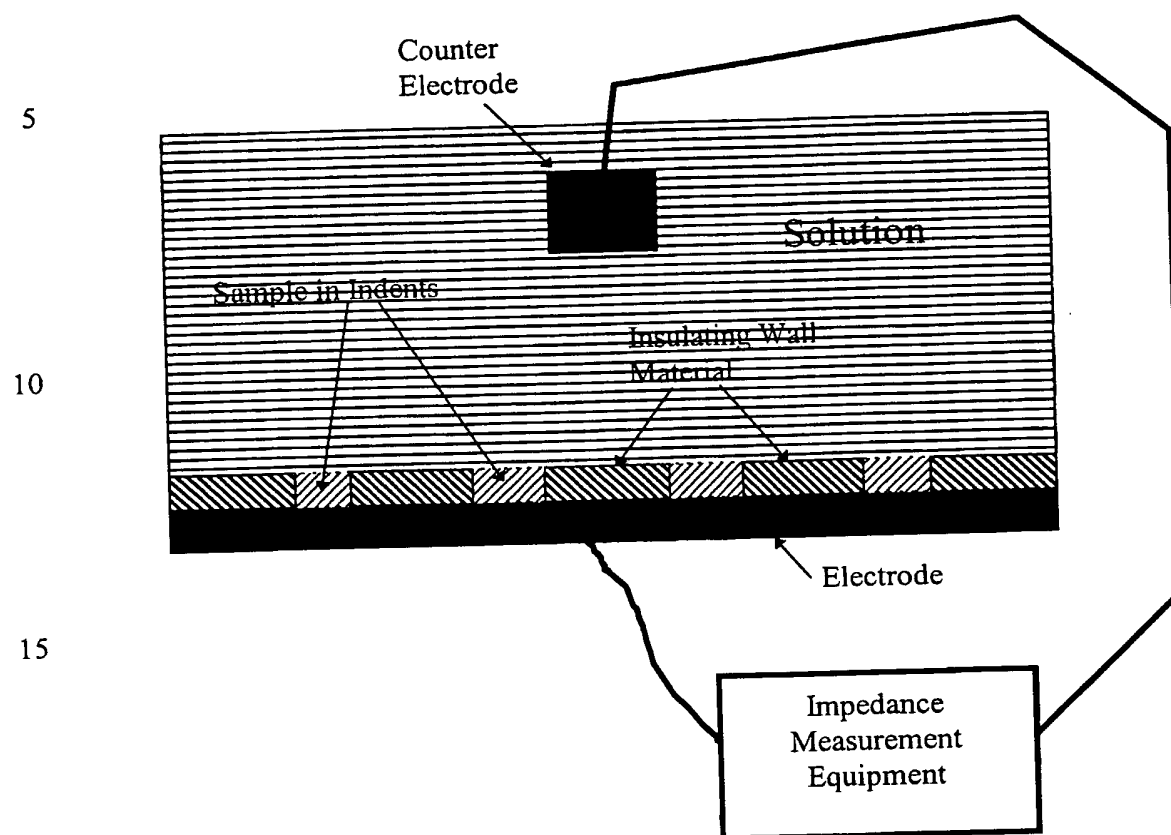 Counter
Electrode
5
Solution
Sample in Indents
Insulating Wall
Material
10
Electrode
15
Impedance
Measurement
Equipment